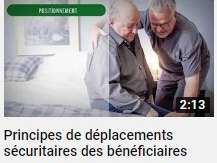 POSITIONNEMENT
2:13
Principes de déplacements
sécuritaires des bénéficiaires